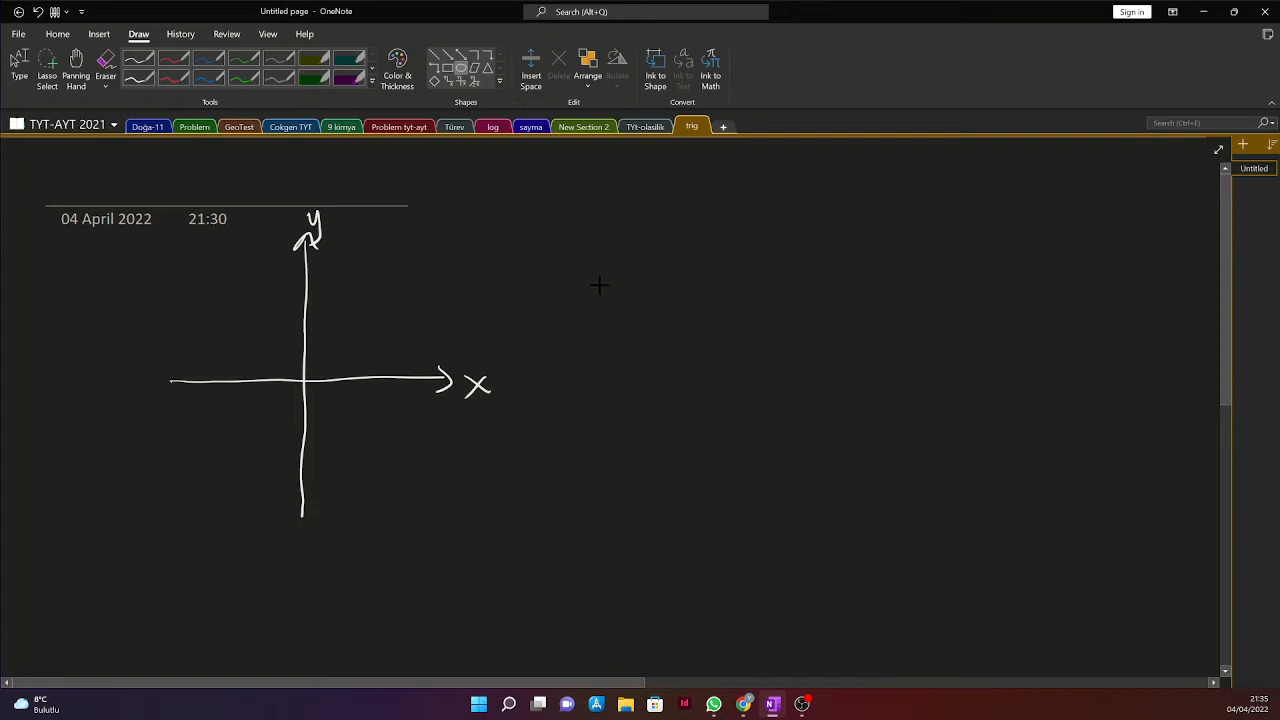 Untitled page - OneNote
Search (Alt+Q)
Sign in
File Home Insert Draw History Review View Help
Type
Lasso Select
Panning Hand
Eraser
Color & Thickness
Insert Space
Delete
Arrange
Rotate
Ink to Shape
Ink to Text
Ink to Math
Tools
Shapes
Edit
Convert
TYT-AYT 2021
Doğa-11
Problem
GeoTest
Cokgen TYT
9 kimya
Problem tyt-ayt
Türev
log
sayma
New Section 2
TYt-olasilik
trig
Search (Ctrl+E)
Untitled
04 April 2022 21:30
y
x
8°C
Bulutlu
21:35
04/04/2022